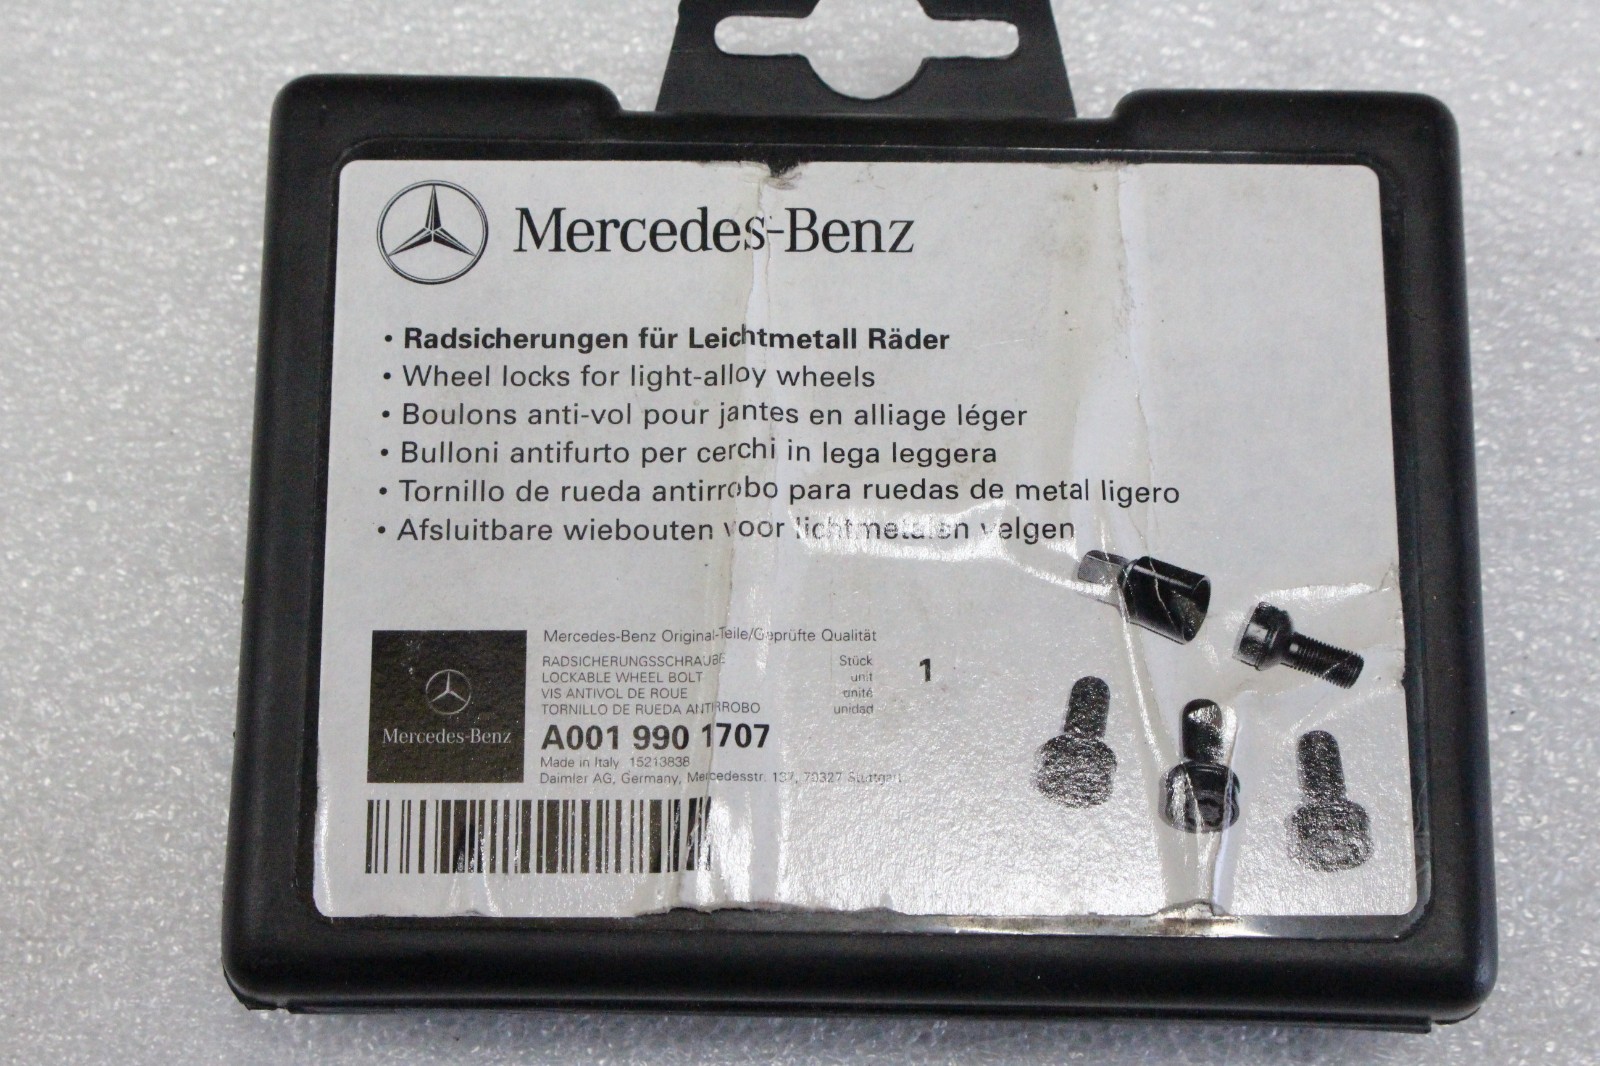 Mercedes-Benz
• Radsicherungen für Leichtmetall Räder
• Wheel locks for light-alloy wheels
• Boulons anti-vol pour jantes en alliage léger
• Bulloni antifurto per cerchi in lega leggera
• Tornillo de rueda antirrobo para ruedas de metal ligero
• Afsluitbare wiebouten voor lichtmetalen velgen
Mercedes-Benz
Mercedes-Benz Original-Teile/Geprüfte Qualität
RADSICHERUNGSSCHRAUBE Stück 1
LOCKABLE WHEEL BOLT unit
VIS ANTIVOL DE ROUE unité
TORNILLO DE RUEDA ANTIRROBO unidad
A001 990 1707
Made in Italy 15213838
Daimler AG, Germany, Mercedesstr. 137, 70327 Stuttgart